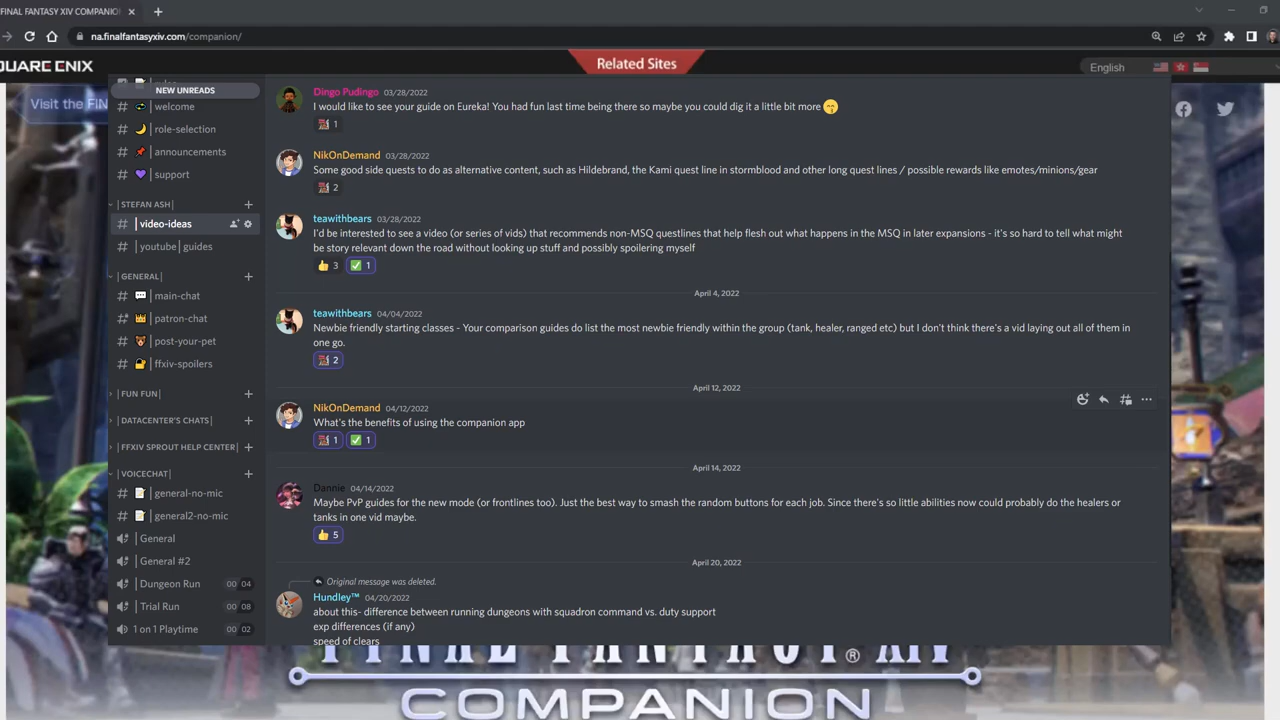 FINAL FANTASY XIV COMPANIO
na.finalfantasyxiv.com/companion/
QUARE ENIX
Related Sites
English
Visit the FIN
NEW UNREADS
welcome
role-selection
announcements
support
STEFAN ASH
video-ideas
youtube | guides
| GENERAL |
main-chat
patron-chat
post-your-pet
ffxiv-spoilers
| FUN FUN |
| DATACENTER'S CHATS |
| FFXIV SPROUT HELP CENTER |
| VOICECHAT |
general-no-mic
general2-no-mic
General
General #2
Dungeon Run 00 04
Trial Run 00 08
1 on 1 Playtime 00 02
Dingo Pudingo 03/28/2022
I would like to see your guide on Eureka! You had fun last time being there so maybe you could dig it a little bit more
1
NikOnDemand 03/28/2022
Some good side quests to do as alternative content, such as Hildebrand, the Kami quest line in stormblood and other long quest lines / possible rewards like emotes/minions/gear
2
teawithbears 03/28/2022
I'd be interested to see a video (or series of vids) that recommends non-MSQ questlines that help flesh out what happens in the MSQ in later expansions - it's so hard to tell what might
be story relevant down the road without looking up stuff and possibly spoilering myself
3 1
April 4, 2022
teawithbears 04/04/2022
Newbie friendly starting classes - Your comparison guides do list the most newbie friendly within the group (tank, healer, ranged etc) but I don't think there's a vid laying out all of them in
one go.
2
April 12, 2022
NikOnDemand 04/12/2022
What's the benefits of using the companion app
1 1
April 14, 2022
Dannie 04/14/2022
Maybe PvP guides for the new mode (or frontlines too). Just the best way to smash the random buttons for each job. Since there's so little abilities now could probably do the healers or
tanks in one vid maybe.
5
April 20, 2022
Original message was deleted.
Hundley™ 04/20/2022
about this- difference between running dungeons with squadron command vs. duty support
exp differences (if any)
speed of clears
FINAL FANTASY® XIV
COMPANION